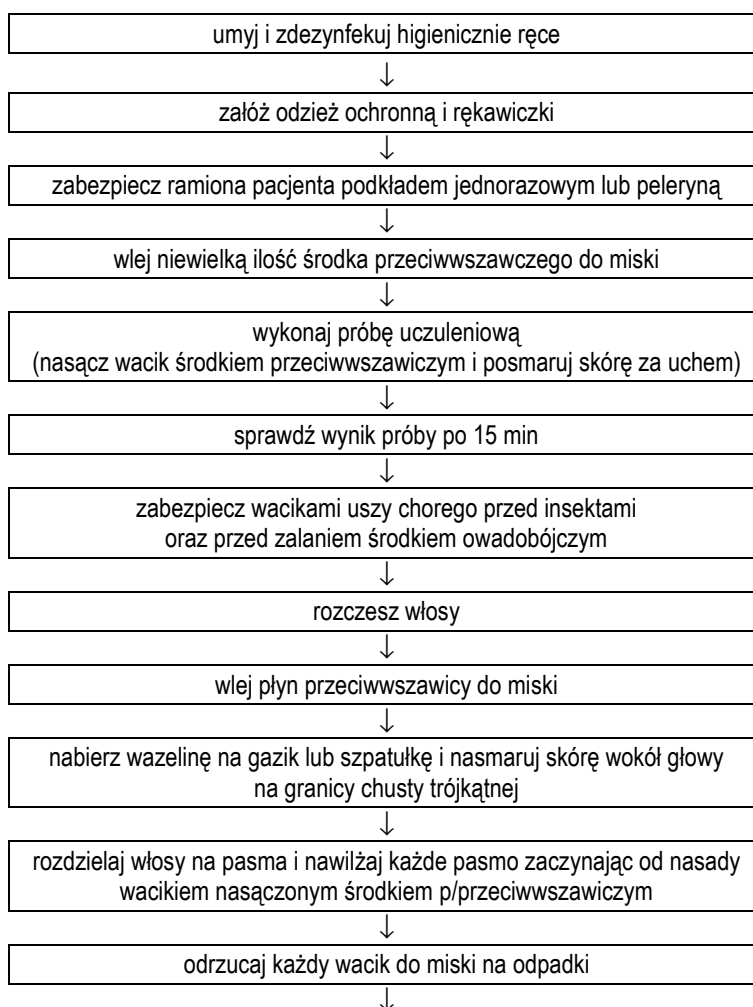 umyj i zdezynfekuj higienicznie ręce
↓
załóż odzież ochronną i rękawiczki
↓
zabezpiecz ramiona pacjenta podkładem jednorazowym lub peleryną
↓
wlej niewielką ilość środka przeciwwszawczego do miski
↓
wykonaj próbę uczuleniową
(nasącz wacik środkiem przeciwwszawiczym i posmaruj skórę za uchem)
↓
sprawdź wynik próby po 15 min
↓
zabezpiecz wacikami uszy chorego przed insektami
oraz przed zalaniem środkiem owadobójczym
↓
rozczesz włosy
↓
wlej płyn przeciwwszawicy do miski
↓
nabierz wazelinę na gazik lub szpatułkę i nasmaruj skórę wokół głowy
na granicy chusty trójkątnej
↓
rozdzielaj włosy na pasma i nawilżaj każde pasmo zaczynając od nasady
wacikiem nasączonym środkiem p/przeciwwszawiczym
↓
odrzucaj każdy wacik do miski na odpadki
↓